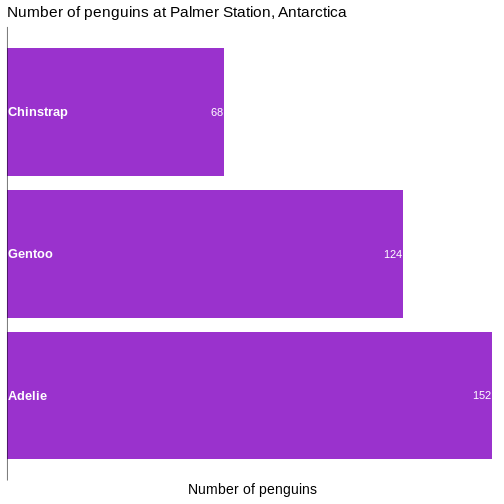 Number of penguins at Palmer Station, Antarctica
Chinstrap 68
Gentoo 124
Adelie 152
Number of penguins